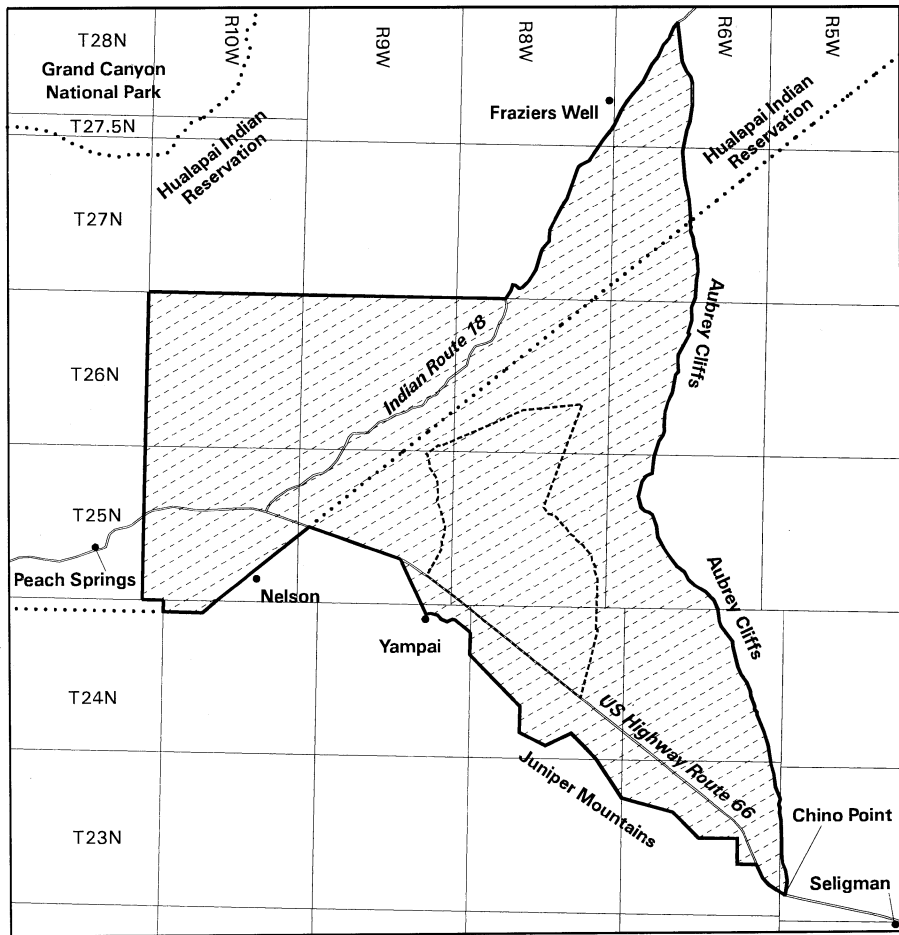 T28N
R10W
R9W
R8W
R6W
R5W
Grand Canyon
National Park
Fraziers Well
T27.5N
Hualapai Indian
Reservation
Hualapai Indian
Reservation
T27N
Aubrey Cliffs
Indian Route 18
T26N
T25N
Peach Springs
Nelson
Aubrey Cliffs
Yampai
T24N
US Highway Route 66
Juniper Mountains
T23N
Chino Point
Seligman